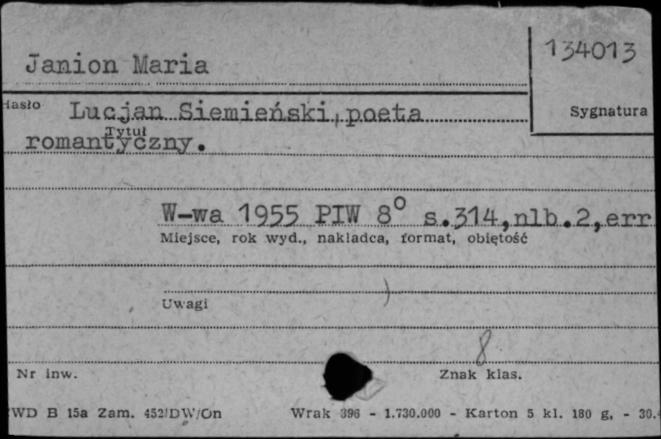 Janion Maria
134013
Hasło Lucjan Siemieński, poeta
Sygnatura
Tytuł
romantyczny.
W-wa 1955 PIW 8° s.314,nlb.2,err
Miejsce, rok wyd., nakladca, format, obiętość
Uwagi
8
Nr inw. Znak klas.
WD B 15a Zam. 452/DW/On Wrak 396 - 1.730.000 - Karton 5 kl. 180 g. - 30.